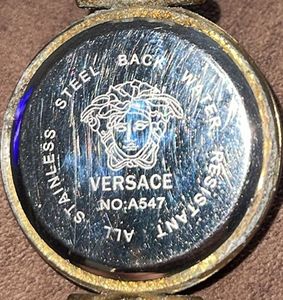 ALL STAINLESS STEEL BACK WATER RESISTANT
VERSACE
NO:A547